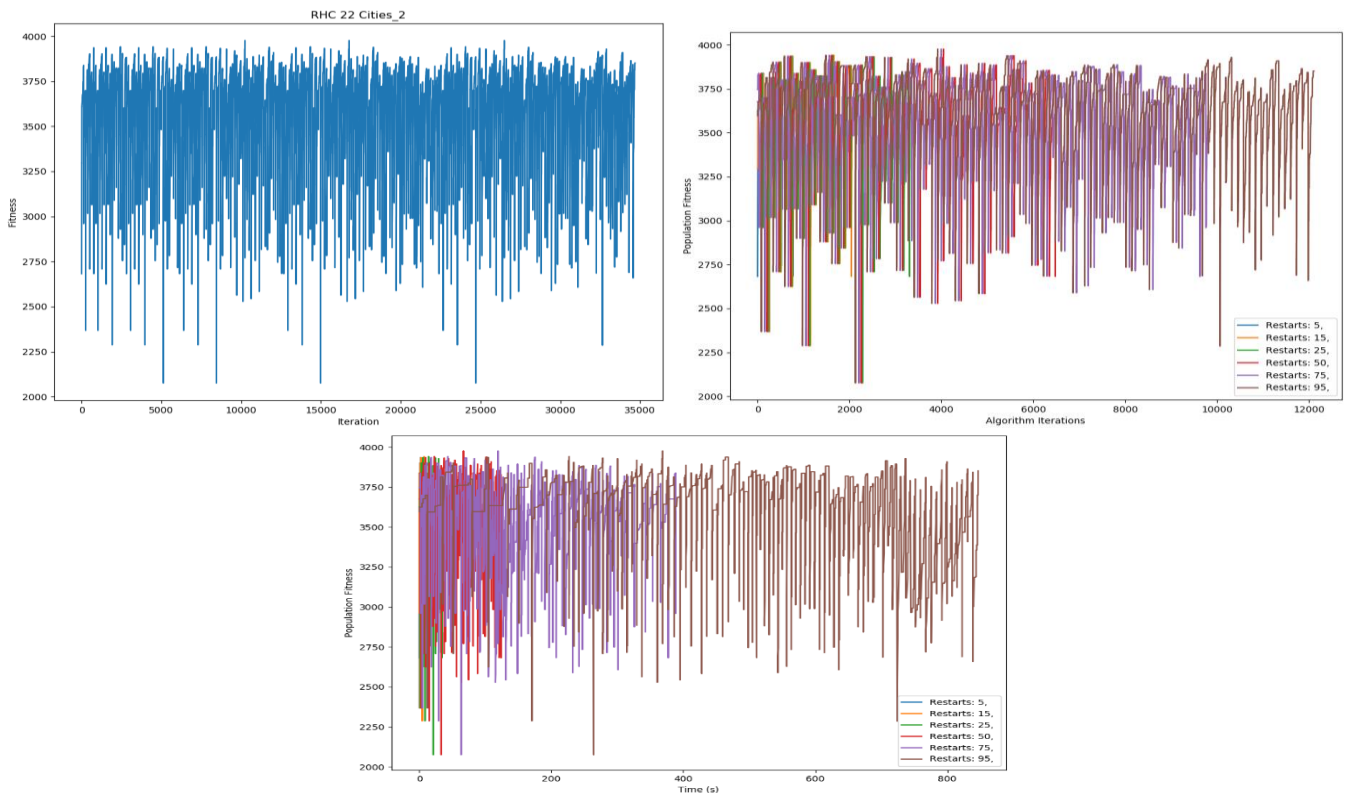 RHC 22 Cities_2
4000
3750
3500
3250
3000
2750
2500
2250
2000
Fitness
0 5000 10000 15000 20000 25000 30000 35000
Iteration
4000
3750
3500
3250
3000
2750
2500
2250
2000
Population Fitness
Restarts: 5,
Restarts: 15,
Restarts: 25,
Restarts: 50,
Restarts: 75,
Restarts: 95,
0 2000 4000 6000 8000 10000 12000
Algorithm Iterations
4000
3750
3500
3250
3000
2750
2500
2250
2000
Population Fitness
Restarts: 5,
Restarts: 15,
Restarts: 25,
Restarts: 50,
Restarts: 75,
Restarts: 95,
0 200 400 600 800
Time (s)